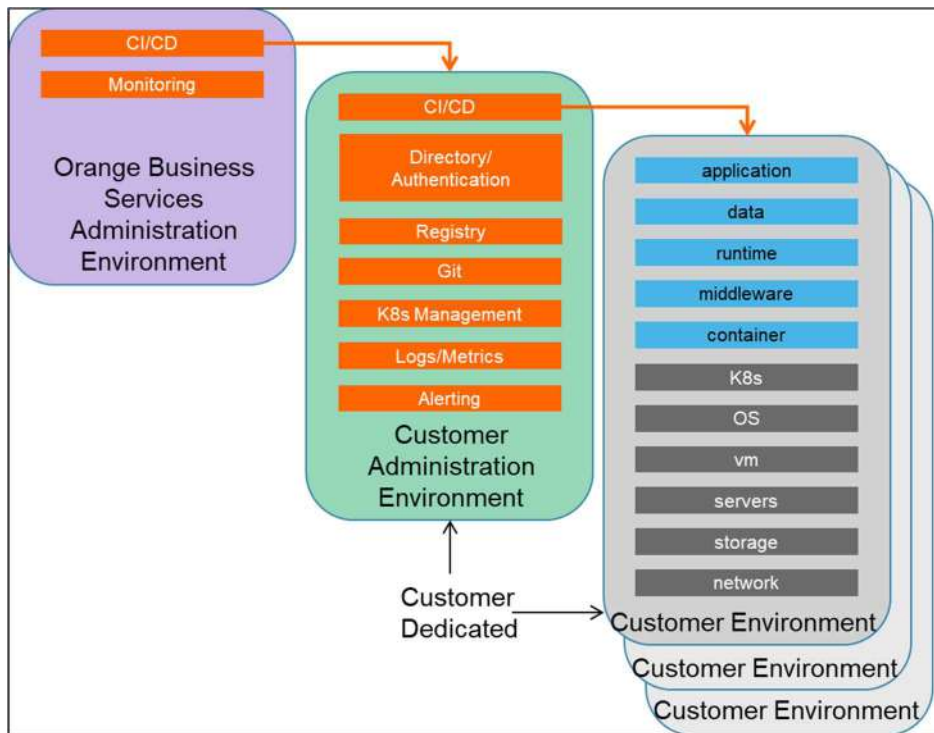 CI/CD
Monitoring
Orange Business
Services
Administration
Environment
CI/CD
Directory/
Authentication
Registry
Git
K8s Management
Logs/Metrics
Alerting
Customer
Administration
Environment
Customer
Dedicated
application
data
runtime
middleware
container
K8s
OS
vm
servers
storage
network
Customer Environment
Customer Environment
Customer Environment